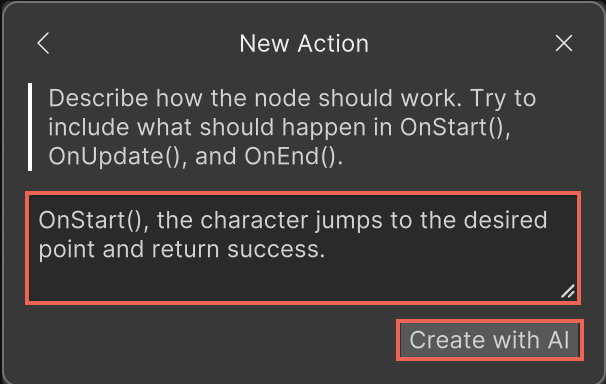 New Action
Describe how the node should work. Try to
include what should happen in OnStart(),
OnUpdate(), and OnEnd().
OnStart(), the character jumps to the desired
point and return success.
Create with AI